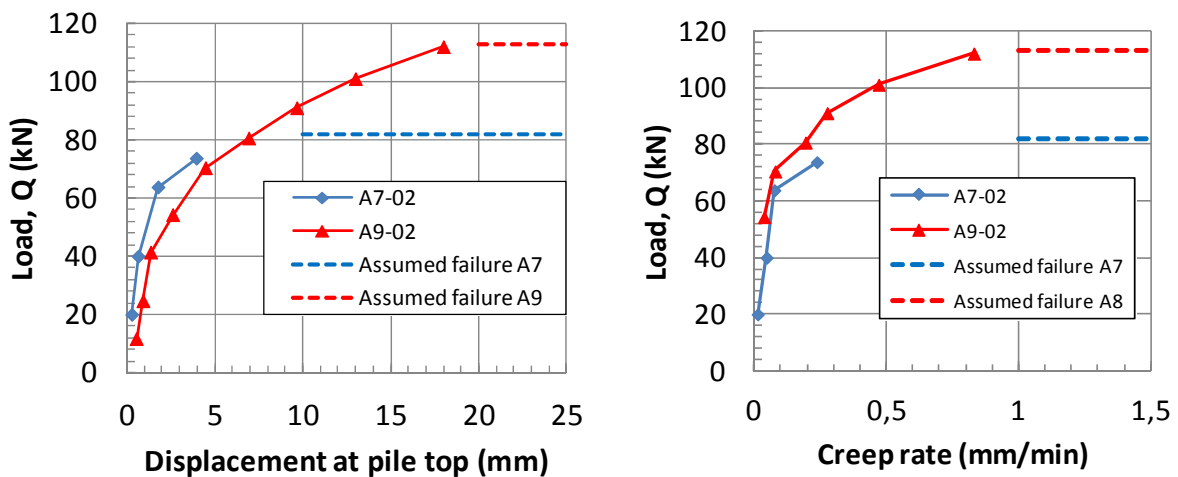 120
100
80
60
40
20
0
Load, Q (kN)
0 5 10 15 20 25
Displacement at pile top (mm)
A7-02
A9-02
Assumed failure A7
Assumed failure A9
120
100
80
60
40
20
0
Load, Q (kN)
0 0,5 1 1,5
Creep rate (mm/min)
A7-02
A9-02
Assumed failure A7
Assumed failure A8